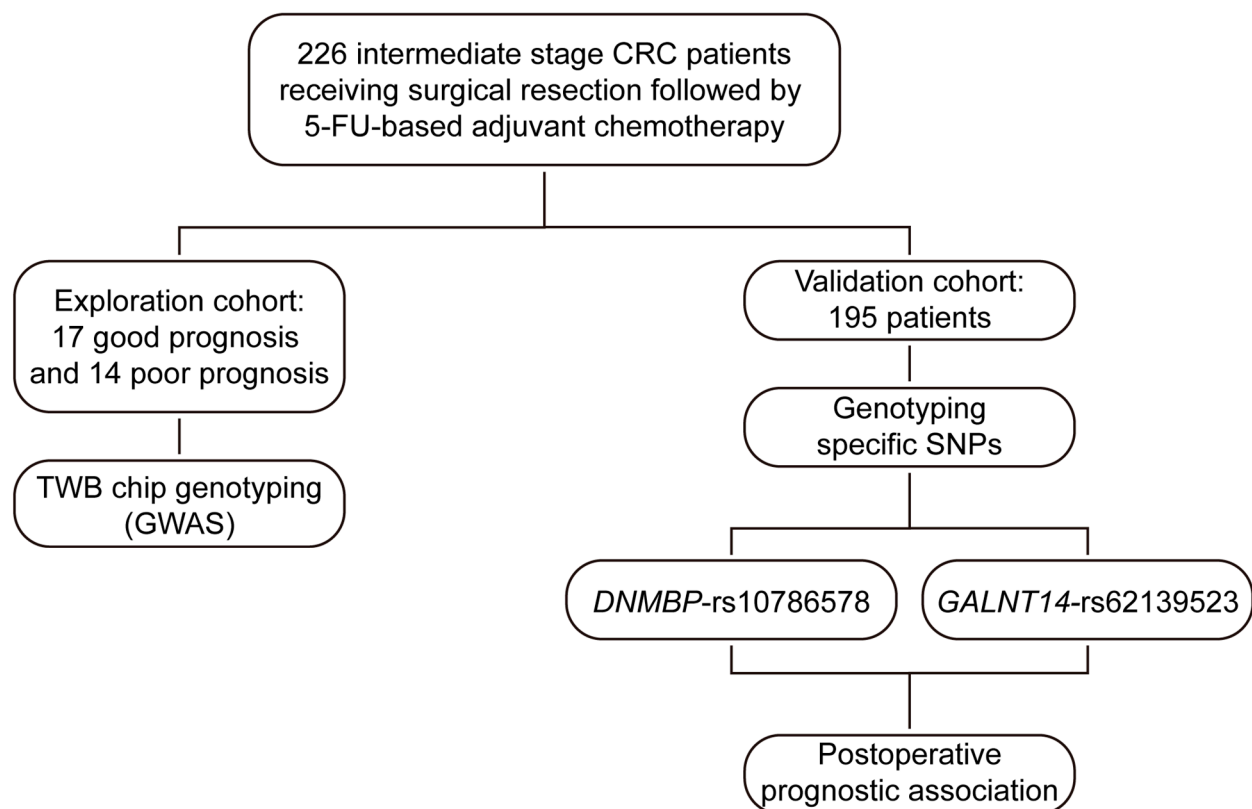 226 intermediate stage CRC patients
receiving surgical resection followed by
5-FU-based adjuvant chemotherapy
Exploration cohort:
17 good prognosis
and 14 poor prognosis
TWB chip genotyping
(GWAS)
Validation cohort:
195 patients
Genotyping
specific SNPs
DNMBP-rs10786578
GALNT14-rs62139523
Postoperative
prognostic association